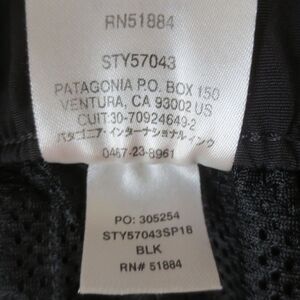 RN51884
STY57043
PATAGONIA P.O. BOX 150
VENTURA, CA 93002 US
CUIT:30-70924649-2
パタゴニア・インターナショナルインク
0467-23-8961
PO: 305254
STY57043SP18
BLK
RN# 51884